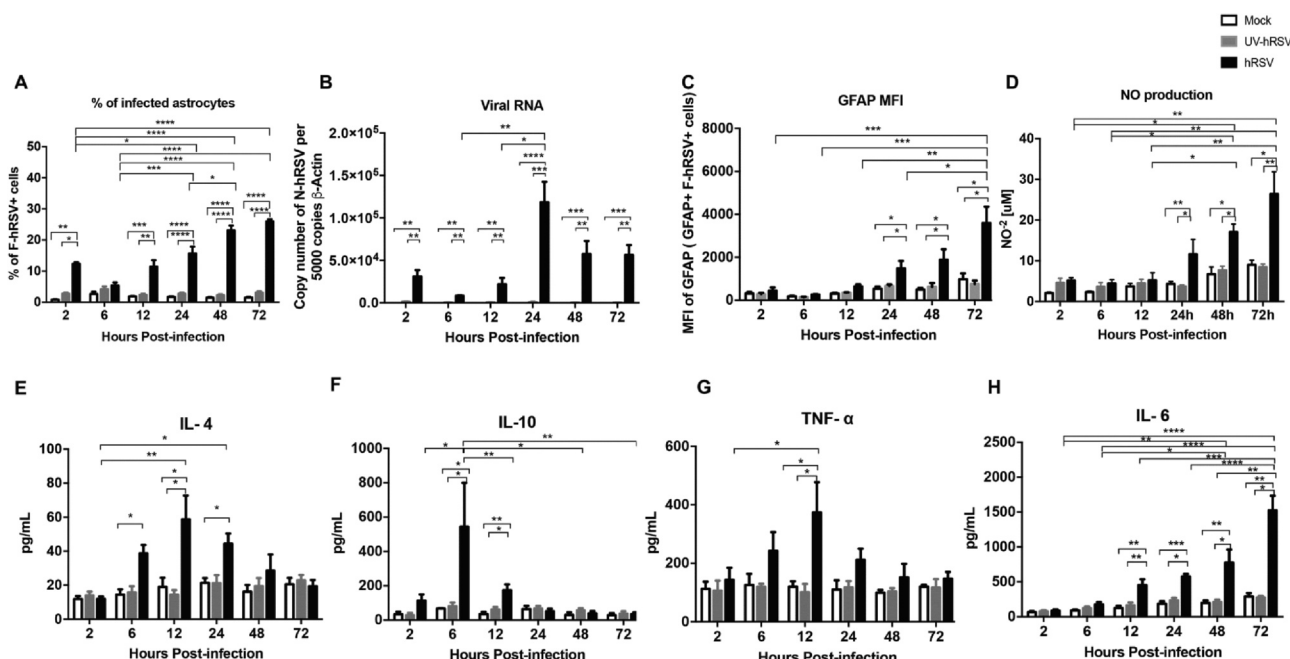 Mock
UV-hRSV
hRSV
A
% of infected astrocytes
% of F-hRSV+ cells
50
40
30
20
10
0
2 6 12 24 48 72
Hours Post-infection
**** **** * **** **** *** *
** * *** ** **** **** **** **** **** ****
B
Viral RNA
Copy number of N-hRSV per
5000 copies β-Actin
2.0×10⁵
1.5×10⁵
1.0×10⁵
5.0×10⁴
0.0
2 6 12 24 48 72
Hours Post-infection
** * **** ***
** ** ** ** ** ** *** ** *** **
C
GFAP MFI
MFI of GFAP ( GFAP+ F-hRSV+ cells)
8000
6000
4000
2000
0
2 6 12 24 48 72
Hours Post-infection
*** *** ** *
* * * * * *
D
NO production
NO⁻² [uM]
60
40
20
0
2 6 12 24h 48h 72h
Hours Post-infection
** * ** * ** *
** * * * * **
E
IL- 4
pg/mL
100
80
60
40
20
0
2 6 12 24 48 72
Hours Post-infection
* **
* * * *
F
IL-10
pg/mL
1000
800
600
400
200
0
2 6 12 24 48 72
Hours Post-infection
* ** * **
* * ** *
G
TNF- α
pg/mL
600
400
200
0
2 6 12 24 48 72
Hours Post-infection
*
* *
H
IL- 6
pg/mL
2500
2000
1500
1000
500
0
2 6 12 24 48 72
Hours Post-infection
**** ** **** * *** **** **
** ** *** * ** * ** *